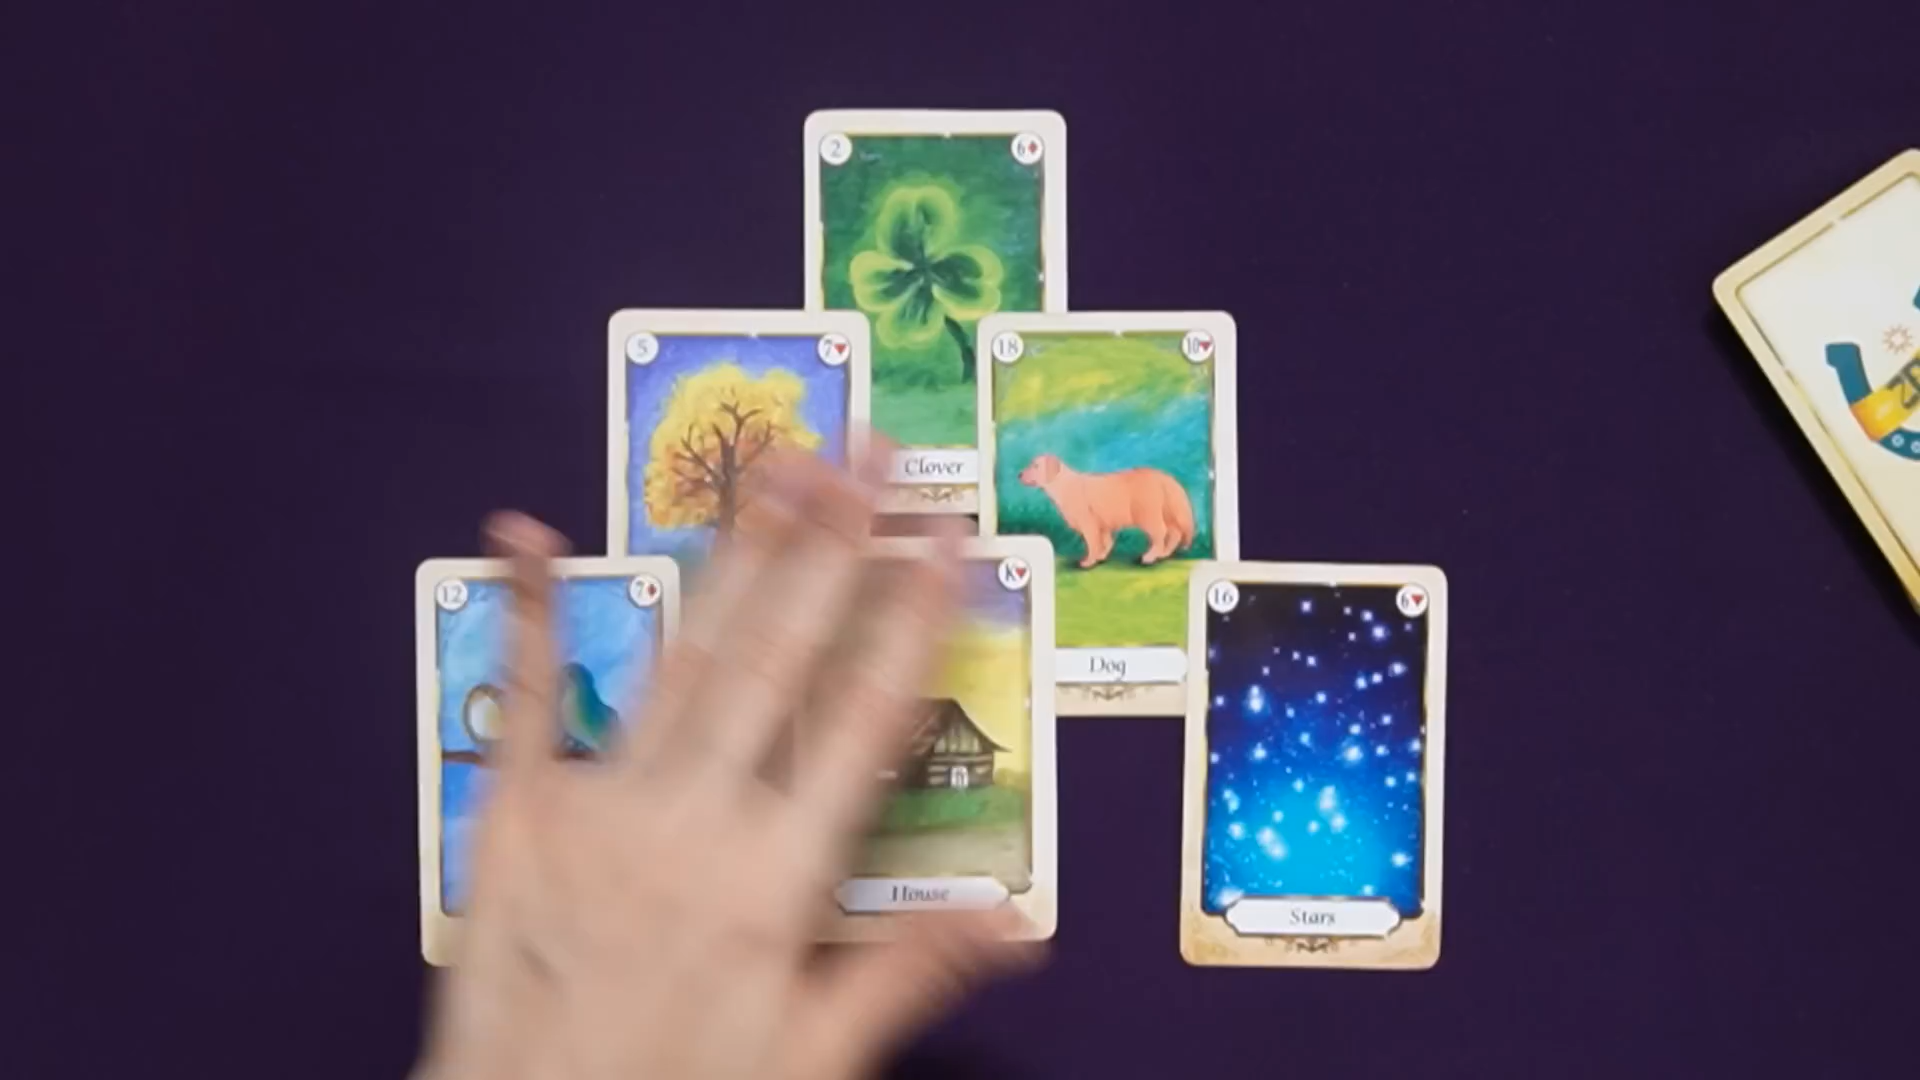 2 6♦
5 7♥
18 10♥
Clover
12 7♦
K♥
Dog
16 6♥
House
Stars